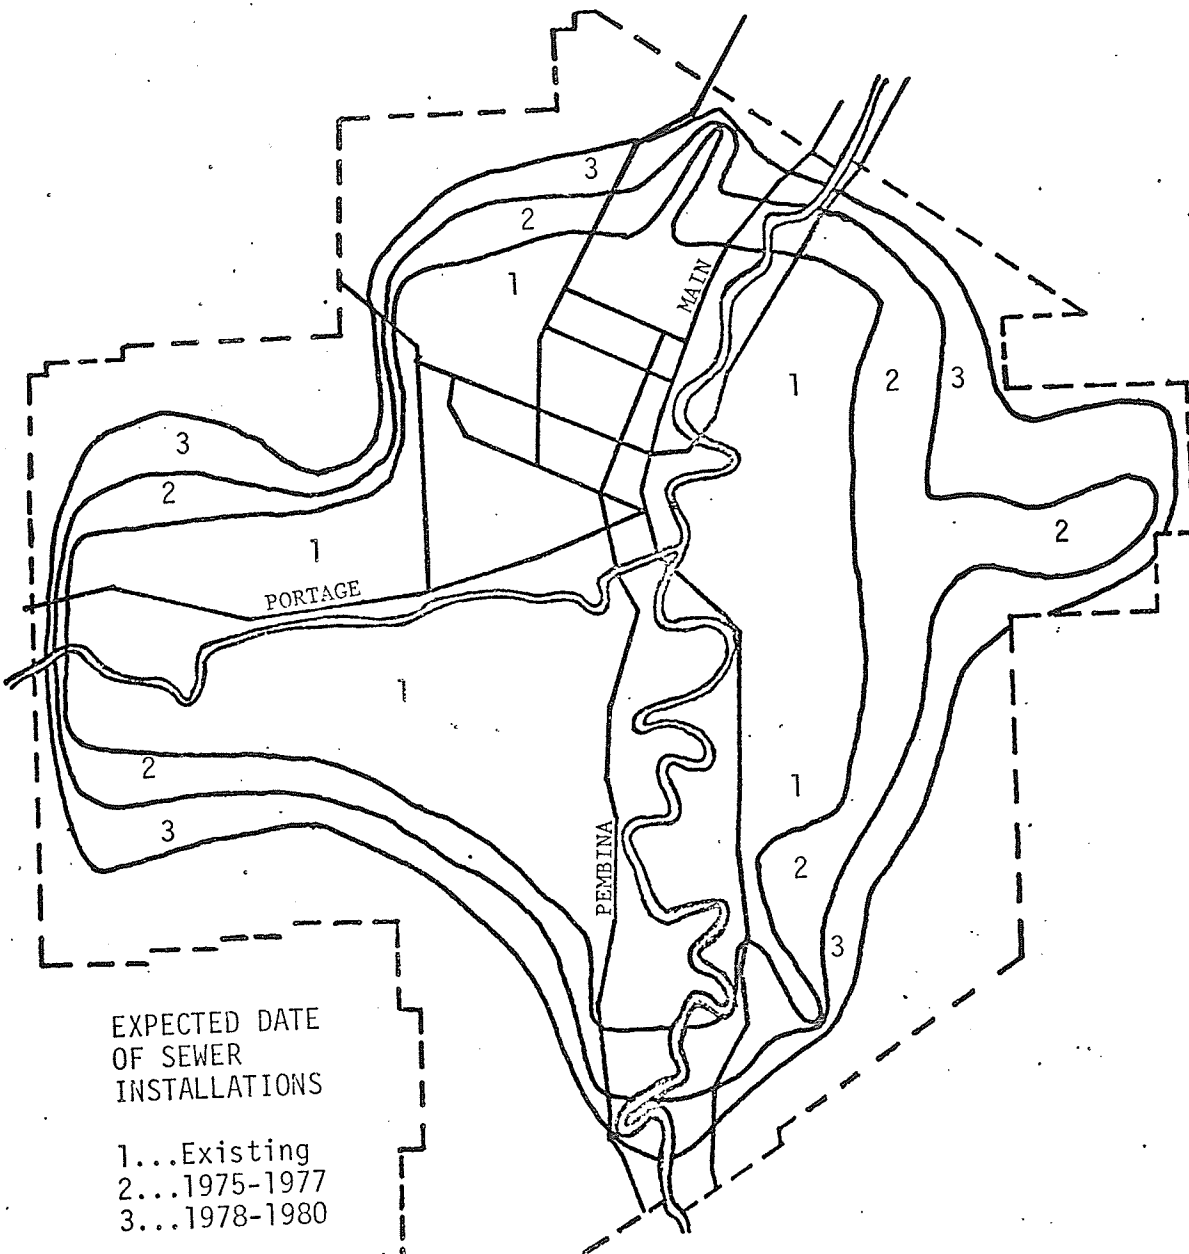 3
2
1
MAIN
1
2
3
3
2
1
2
PORTAGE
1
2
1
3
PEMBINA
2
3
EXPECTED DATE
OF SEWER
INSTALLATIONS
1...Existing
2...1975-1977
3...1978-1980